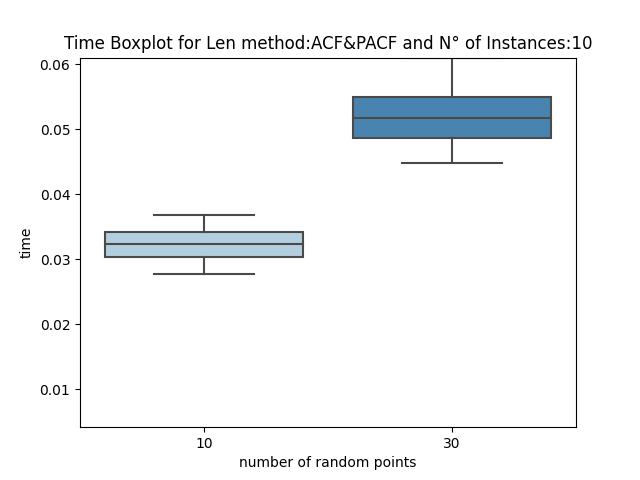 Time Boxplot for Len method:ACF&PACF and N° of Instances:10
0.06
0.05
0.04
0.03
0.02
0.01
time
10 30
number of random points